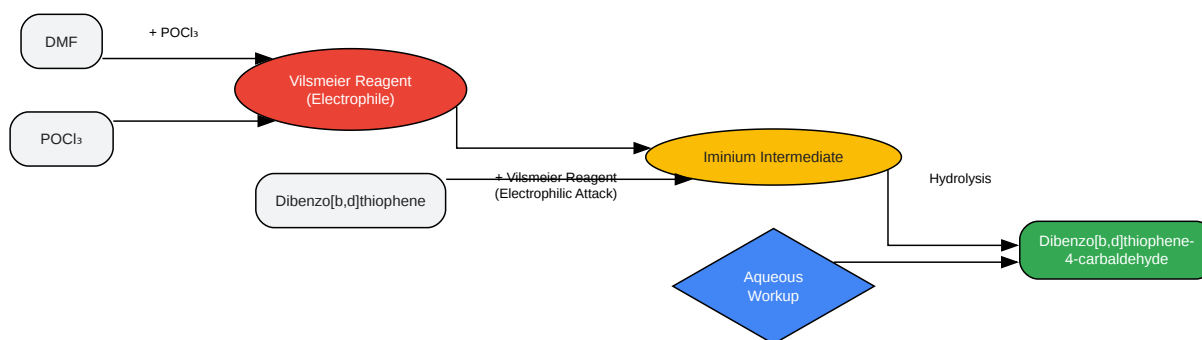 DMF
+ POCl₃
Vilsmeier Reagent
(Electrophile)
POCl₃
Iminium Intermediate
+ Vilsmeier Reagent
(Electrophilic Attack)
Hydrolysis
Dibenzo[b,d]thiophene
Dibenzo[b,d]thiophene-
4-carbaldehyde
Aqueous
Workup